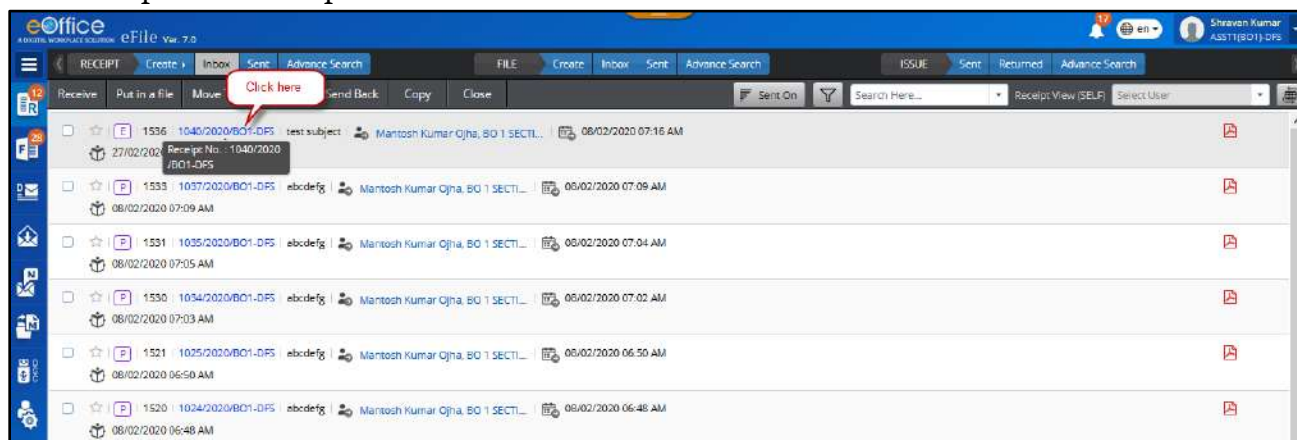 eOffice
A DIGITAL WORKPLACE SOLUTION eFile Ver. 7.0
17 en Shravan Kumar
ASST1(BO1)-DFS
RECEIPT Create Inbox Sent Advance Search FILE Create Inbox Sent Advance Search ISSUE Sent Returned Advance Search
Receive Put in a file Move Click here Send Back Copy Close Sent On Search Here... Receipt View (SELF) Select User
12
R
E 1536 1040/2020/BO1-DFS test subject Mantosh Kumar Ojha, BO 1 SECTI... 08/02/2020 07:16 AM
27/02/202 Receipt No. : 1040/2020
/BO1-DFS
28
F
P 1533 1037/2020/BO1-DFS abcdefg Mantosh Kumar Ojha, BO 1 SECTI... 08/02/2020 07:09 AM
08/02/2020 07:09 AM
D
P 1531 1035/2020/BO1-DFS abcdefg Mantosh Kumar Ojha, BO 1 SECTI... 08/02/2020 07:04 AM
08/02/2020 07:05 AM
N
P 1530 1034/2020/BO1-DFS abcdefg Mantosh Kumar Ojha, BO 1 SECTI... 08/02/2020 07:02 AM
08/02/2020 07:03 AM
N
P 1521 1025/2020/BO1-DFS abcdefg Mantosh Kumar Ojha, BO 1 SECTI... 08/02/2020 06:50 AM
08/02/2020 06:50 AM
P 1520 1024/2020/BO1-DFS abcdefg Mantosh Kumar Ojha, BO 1 SECTI... 08/02/2020 06:48 AM
08/02/2020 06:48 AM